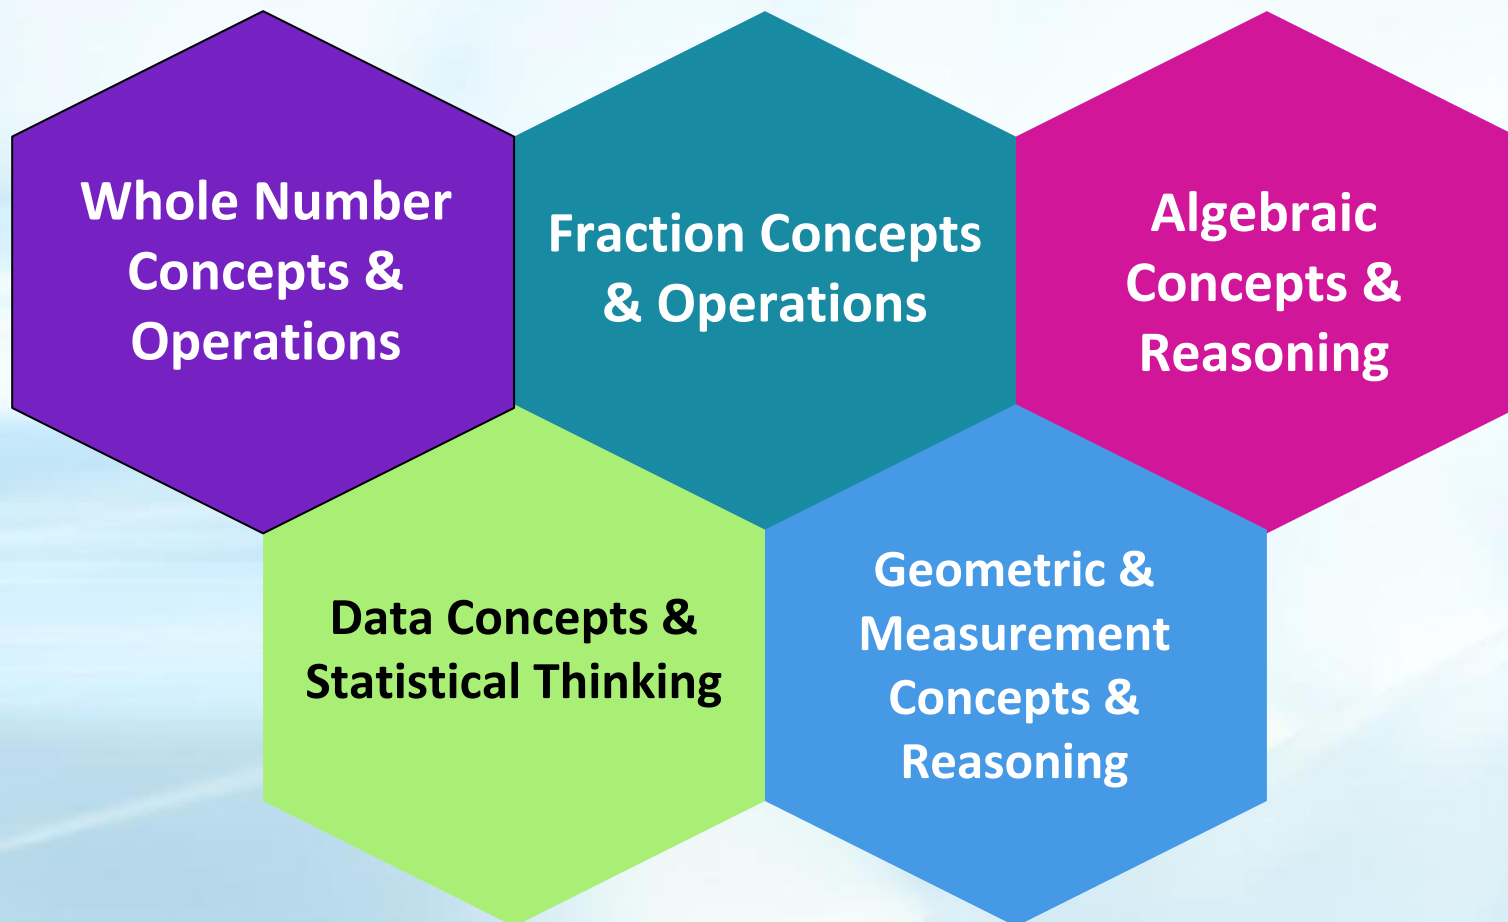 Whole Number
Concepts &
Operations
Fraction Concepts
& Operations
Algebraic
Concepts &
Reasoning
Data Concepts &
Statistical Thinking
Geometric &
Measurement
Concepts &
Reasoning